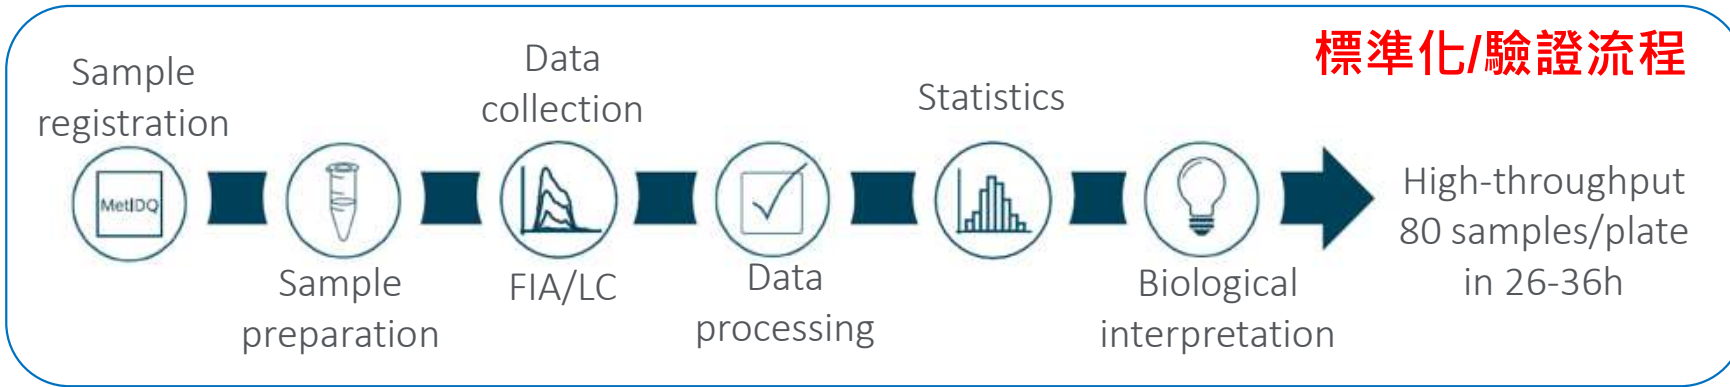 標準化/驗證流程
Sample
registration
MetIDQ
Sample
preparation
Data
collection
FIA/LC
Data
processing
Statistics
Biological
interpretation
High-throughput
80 samples/plate
in 26-36h